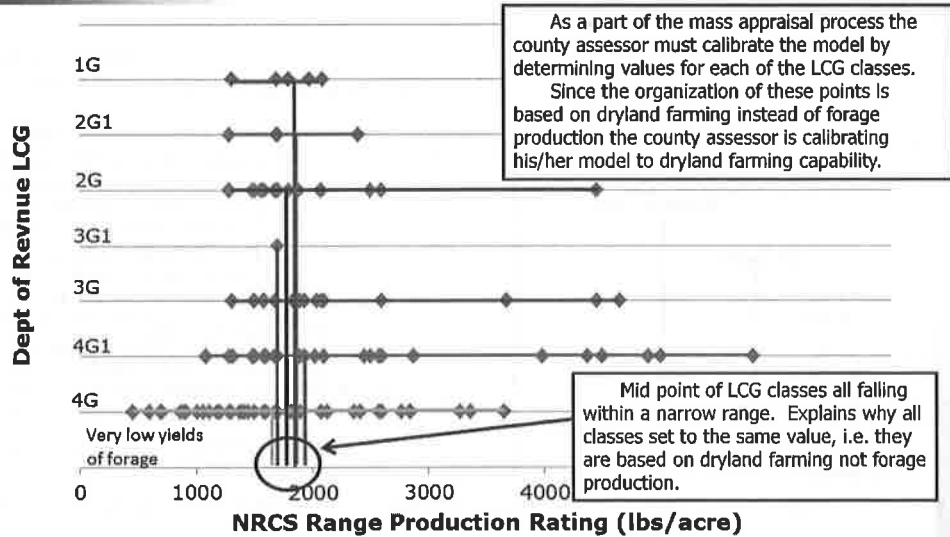 As a part of the mass appraisal process the
county assessor must calibrate the model by
determining values for each of the LCG classes.
Since the organization of these points is
based on dryland farming instead of forage
production the county assessor is calibrating
his/her model to dryland farming capability.
Dept of Revnue LCG
1G
2G1
2G
3G1
3G
4G1
4G
Very low yields
of forage
Mid point of LCG classes all falling
within a narrow range. Explains why all
classes set to the same value, i.e. they
are based on dryland farming not forage
production.
0 1000 2000 3000 4000
NRCS Range Production Rating (lbs/acre)